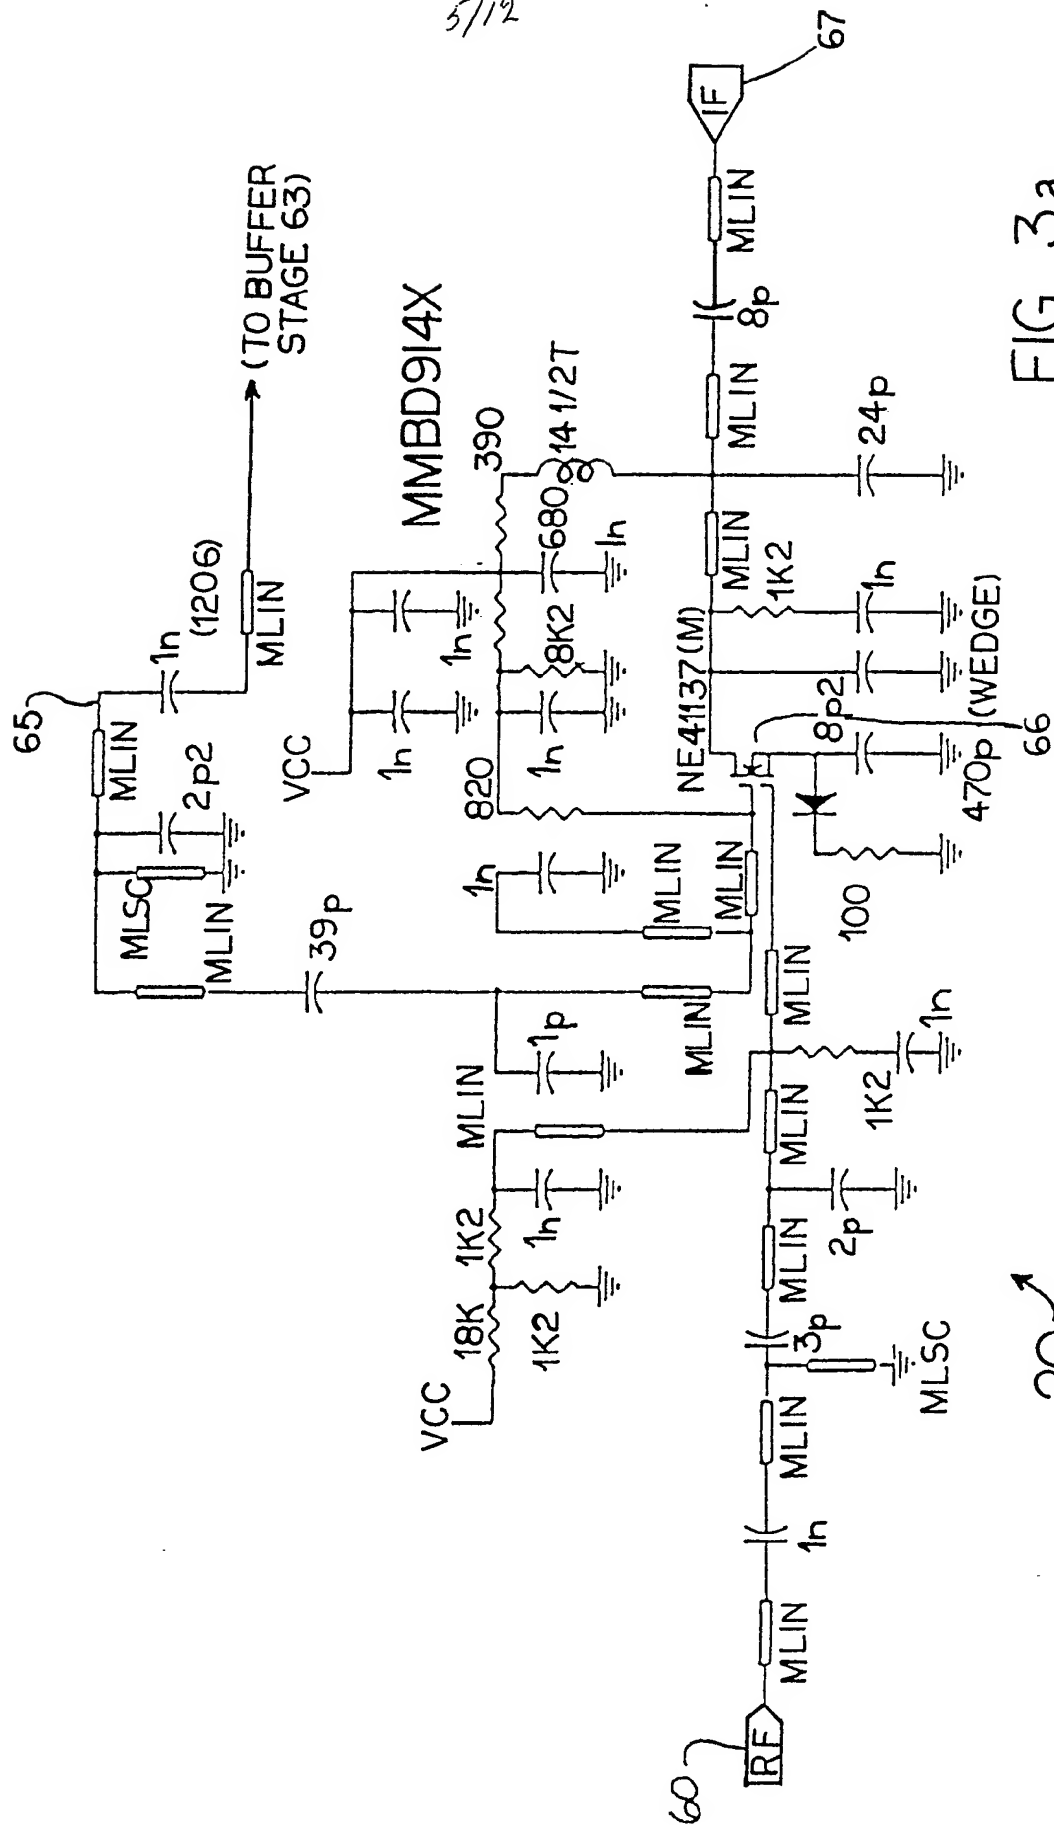 5/12
65
MLIN
1n
(1206)
MLIN
(TO BUFFER
STAGE 63)
2p2
MLSC
MLIN
39p
VCC
1n
1n
MMBD914X
390
14 1/2T
680
1n
8K2
1n
820
1n
MLIN
MLIN
MLIN
1p
MLIN
VCC
18K
1K2
1K2
1n
NE41137(M)
MLIN
MLIN
8p
MLIN
IF
67
24p
1K2
1n
8p2
(WEDGE)
470p
66
100
MLIN
1K2
1n
MLIN
2p
MLIN
3p
MLSC
MLIN
1n
MLIN
RF
60
20
FIG. 3a